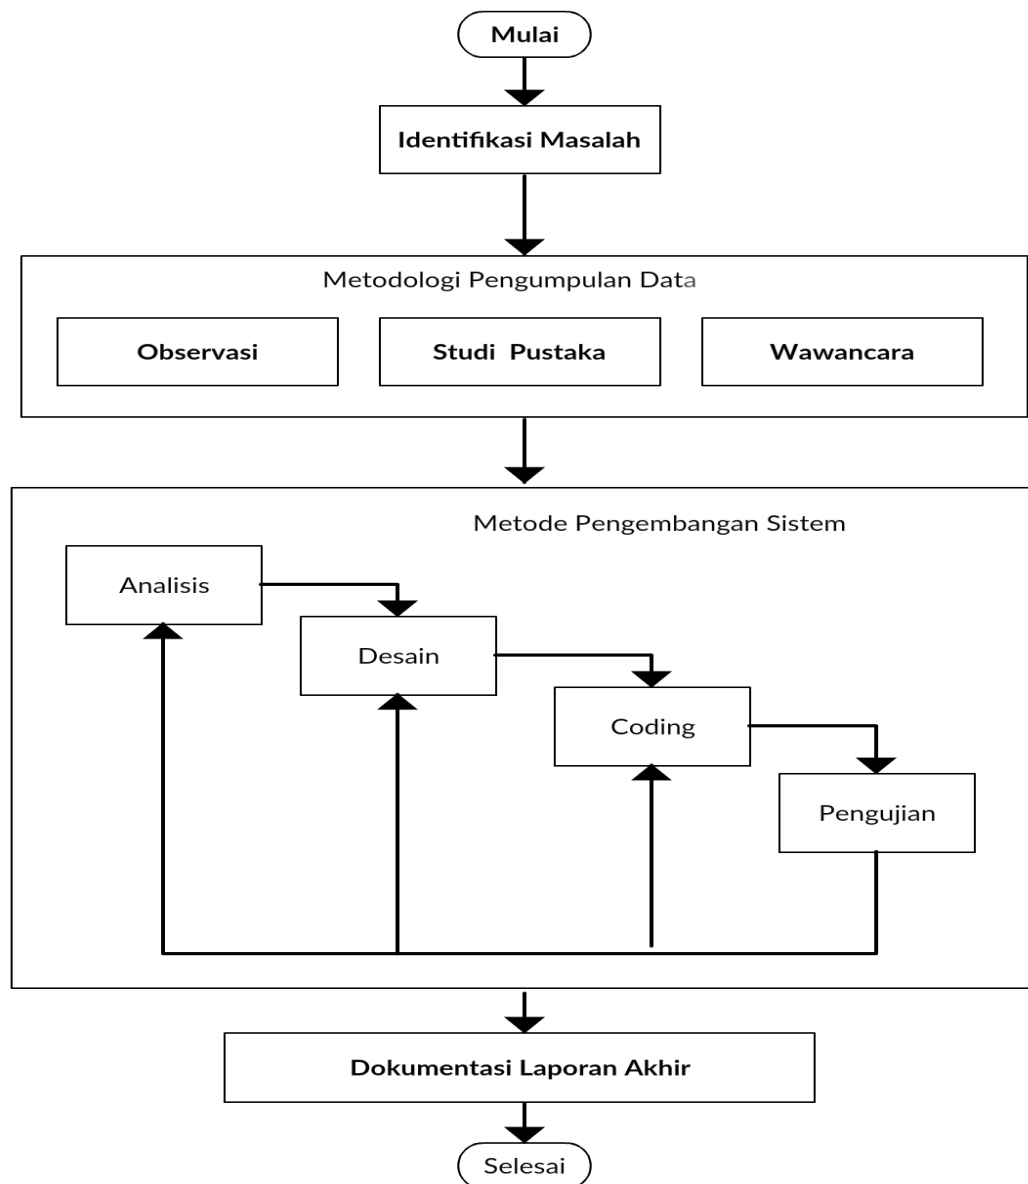 Mulai
Identifikasi Masalah
Metodologi Pengumpulan Data
Observasi
Studi Pustaka
Wawancara
Metode Pengembangan Sistem
Analisis
Desain
Coding
Pengujian
Dokumentasi Laporan Akhir
Selesai